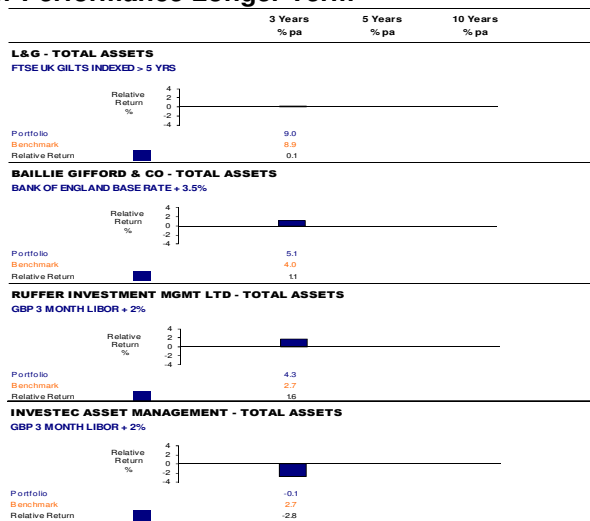 3 Years 5 Years 10 Years
% pa % pa % pa
L&G - TOTAL ASSETS
FTSE UK GILTS INDEXED > 5 YRS
Relative Return %
4
2
0
-2
-4
Portfolio 9.0
Benchmark 8.9
Relative Return 0.1
BAILLIE GIFFORD & CO - TOTAL ASSETS
BANK OF ENGLAND BASE RATE + 3.5%
Relative Return %
4
2
0
-2
-4
Portfolio 5.1
Benchmark 4.0
Relative Return 1.1
RUFFER INVESTMENT MGMT LTD - TOTAL ASSETS
GBP 3 MONTH LIBOR + 2%
Relative Return %
4
2
0
-2
-4
Portfolio 4.3
Benchmark 2.7
Relative Return 1.6
INVESTEC ASSET MANAGEMENT - TOTAL ASSETS
GBP 3 MONTH LIBOR + 2%
Relative Return %
4
2
0
-2
-4
Portfolio -0.1
Benchmark 2.7
Relative Return -2.8